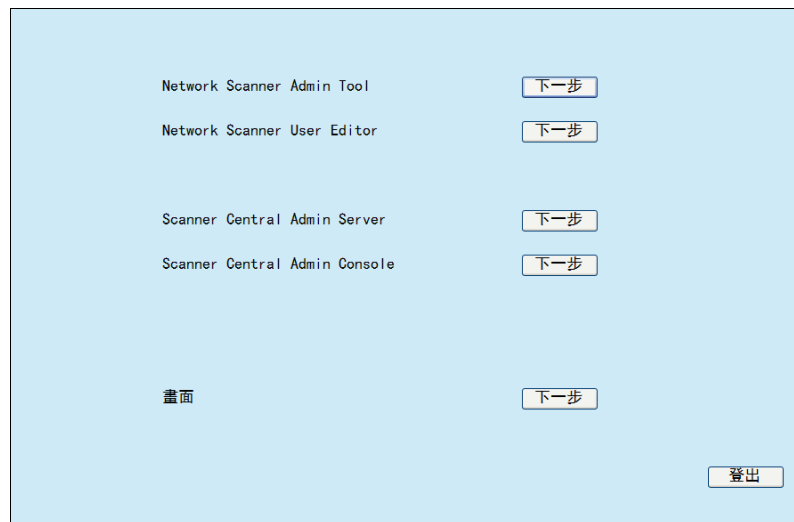 Network Scanner Admin Tool 下一步
Network Scanner User Editor 下一步
Scanner Central Admin Server 下一步
Scanner Central Admin Console 下一步
畫面 下一步
登出